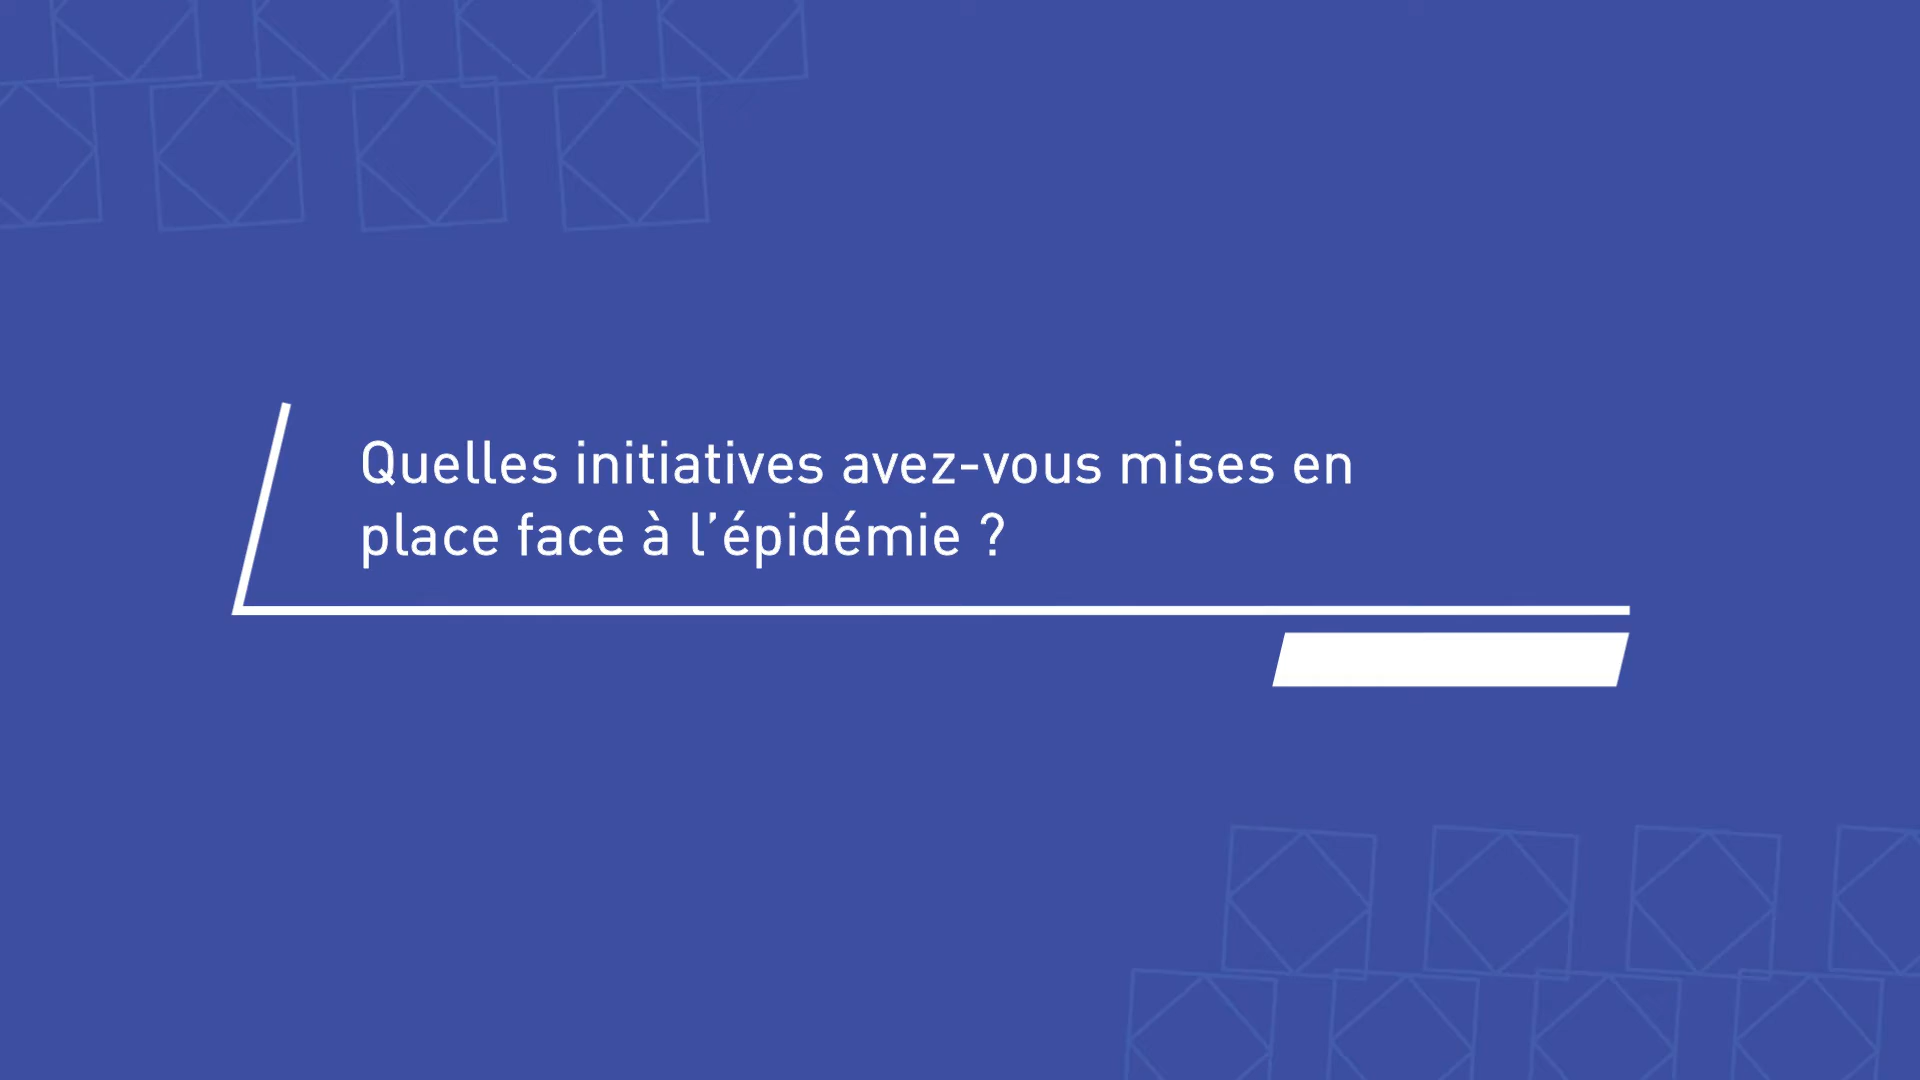 Quelles initiatives avez-vous mises en
place face à l’épidémie ?